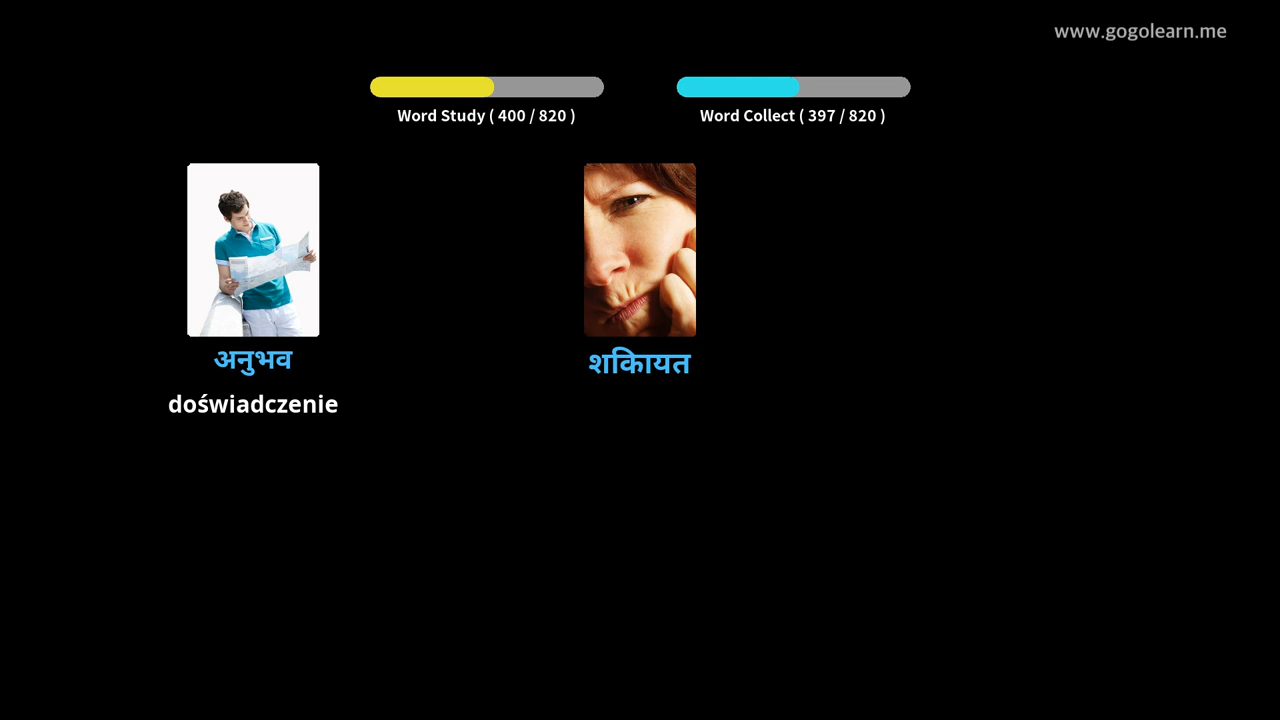 www.gogolearn.me
Word Study ( 400 / 820 )
Word Collect ( 397 / 820 )
अनुभव
शिकायत
doświadczenie